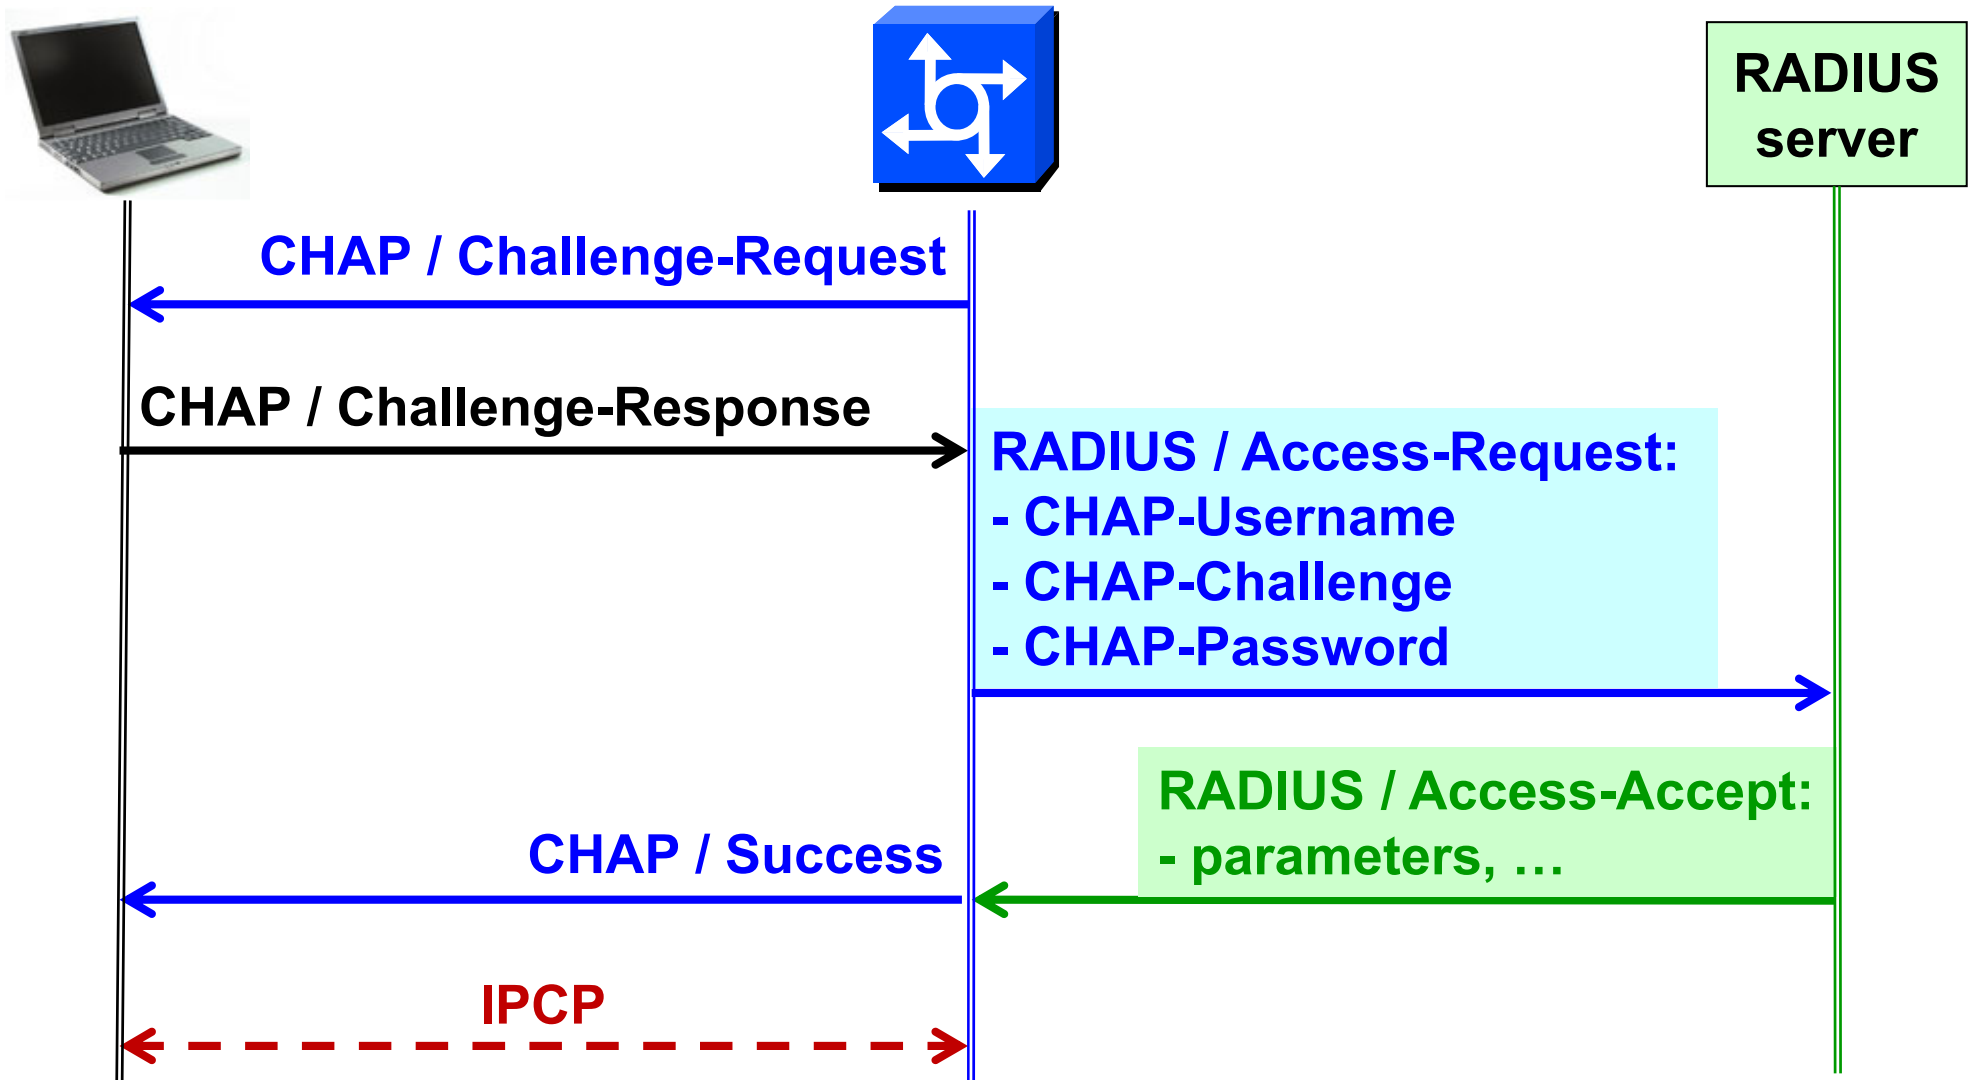 RADIUS
server
CHAP / Challenge-Request
CHAP / Challenge-Response
RADIUS / Access-Request:
- CHAP-Username
- CHAP-Challenge
- CHAP-Password
RADIUS / Access-Accept:
- parameters, …
CHAP / Success
IPCP